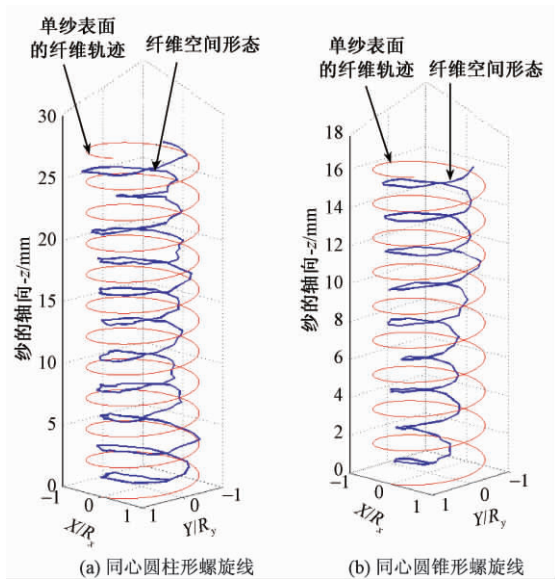 单纱表面
的纤维轨迹
纤维空间形态
30
25
20
15
10
5
0
纱的轴向-z/mm
-1
0
1
X/Rx
1
0
-1
Y/Ry
(a) 同心圆柱形螺旋线
单纱表面
的纤维轨迹
纤维空间形态
18
16
14
12
10
8
6
4
2
0
纱的轴向-z/mm
-1
0
1
X/Rx
1
0
-1
Y/Ry
(b) 同心圆锥形螺旋线